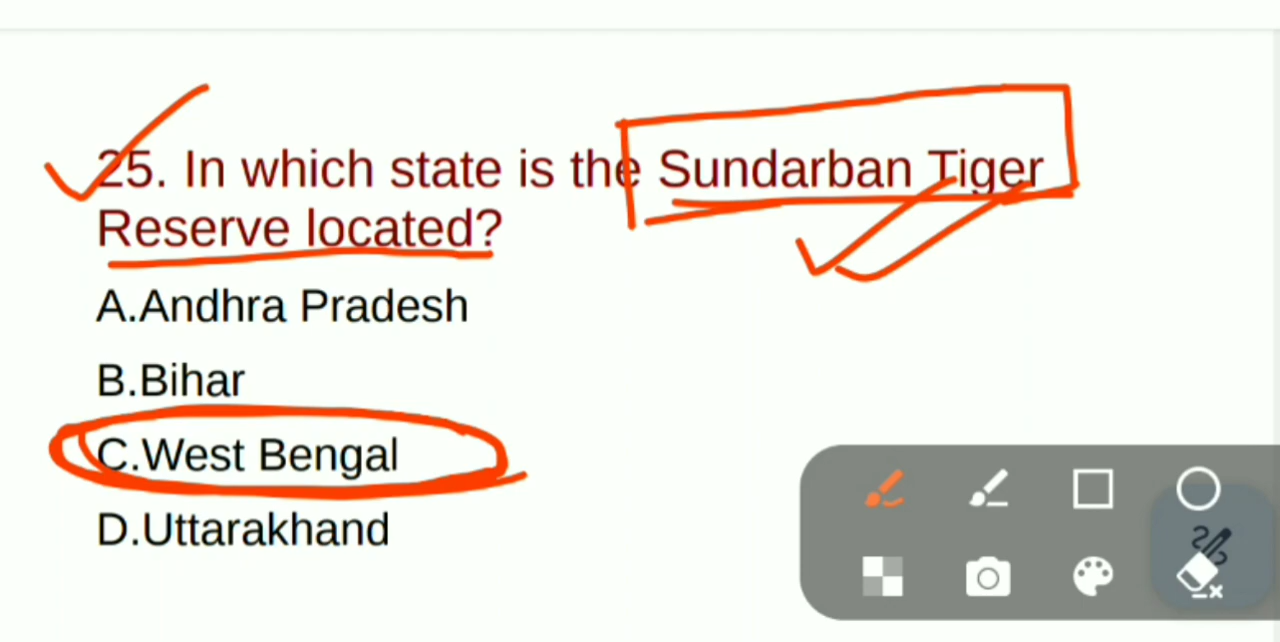 25. In which state is the Sundarban Tiger
Reserve located?
A.Andhra Pradesh
B.Bihar
C.West Bengal
D.Uttarakhand